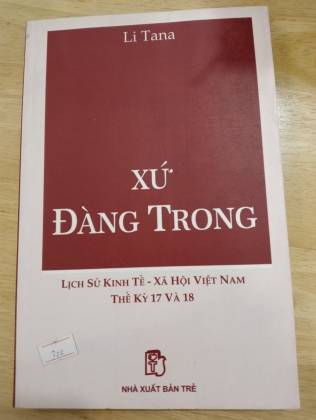 Li Tana
XỨ
ĐÀNG TRONG
LỊCH SỬ KINH TẾ - XÃ HỘI VIỆT NAM
THẾ KỶ 17 VÀ 18
NHÀ XUẤT BẢN TRẺ